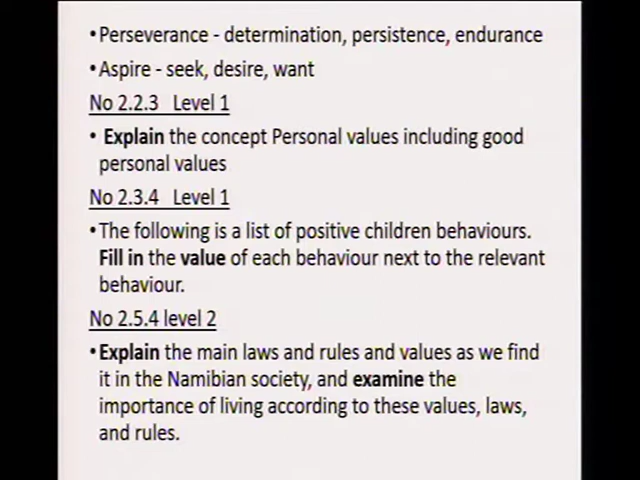 •Perseverance - determination, persistence, endurance
•Aspire - seek, desire, want
No 2.2.3 Level 1
• Explain the concept Personal values including good
personal values
No 2.3.4 Level 1
•The following is a list of positive children behaviours.
Fill in the value of each behaviour next to the relevant
behaviour.
No 2.5.4 level 2
•Explain the main laws and rules and values as we find
it in the Namibian society, and examine the
importance of living according to these values, laws,
and rules.